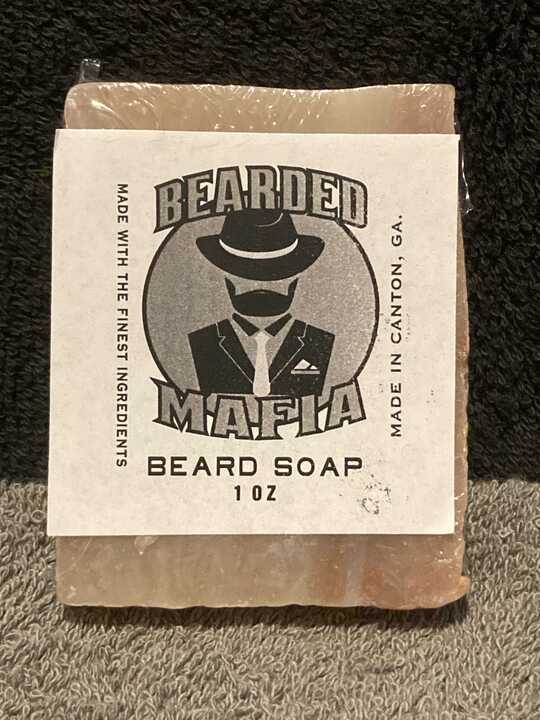 BEARDED
MAFIA
BEARD SOAP
1 OZ
MADE WITH THE FINEST INGREDIENTS
MADE IN CANTON, GA.